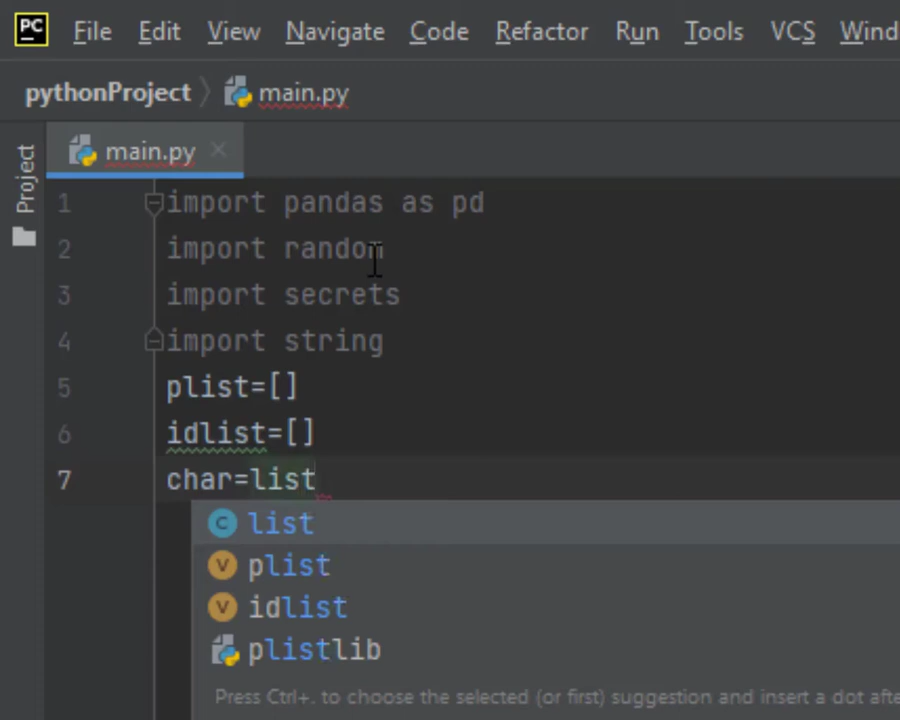 PC File Edit View Navigate Code Refactor Run Tools VCS Wind
pythonProject main.py
main.py
Project
1 import pandas as pd
2 import random
3 import secrets
4 import string
5 plist=[]
6 idlist=[]
7 char=list
C list
V plist
V idlist
plistlib
Press Ctrl+. to choose the selected (or first) suggestion and insert a dot afte